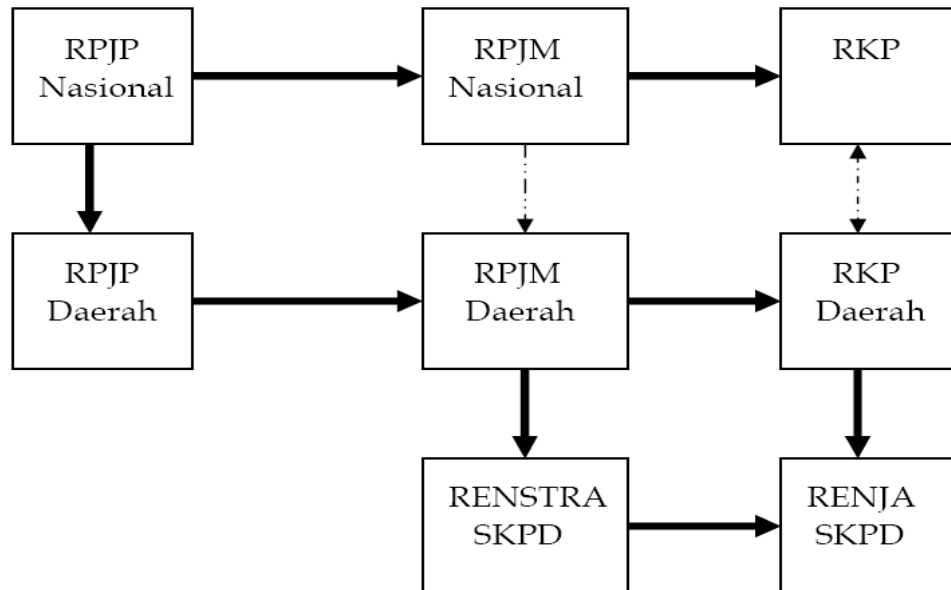 RPJP
Nasional
RPJM
Nasional
RKP
RPJP
Daerah
RPJM
Daerah
RKP
Daerah
RENSTRA
SKPD
RENJA
SKPD